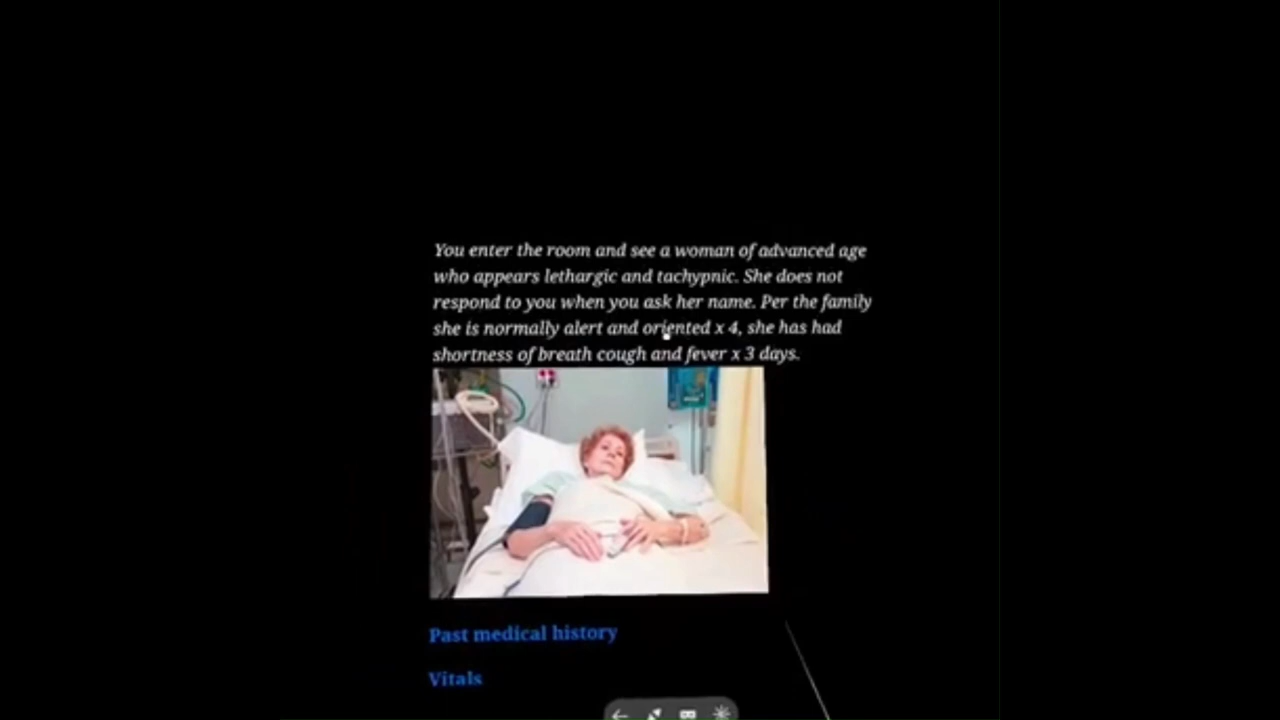 You enter the room and see a woman of advanced age
who appears lethargic and tachypnic. She does not
respond to you when you ask her name. Per the family
she is normally alert and oriented x 4, she has had
shortness of breath cough and fever x 3 days.
Past medical history
Vitals